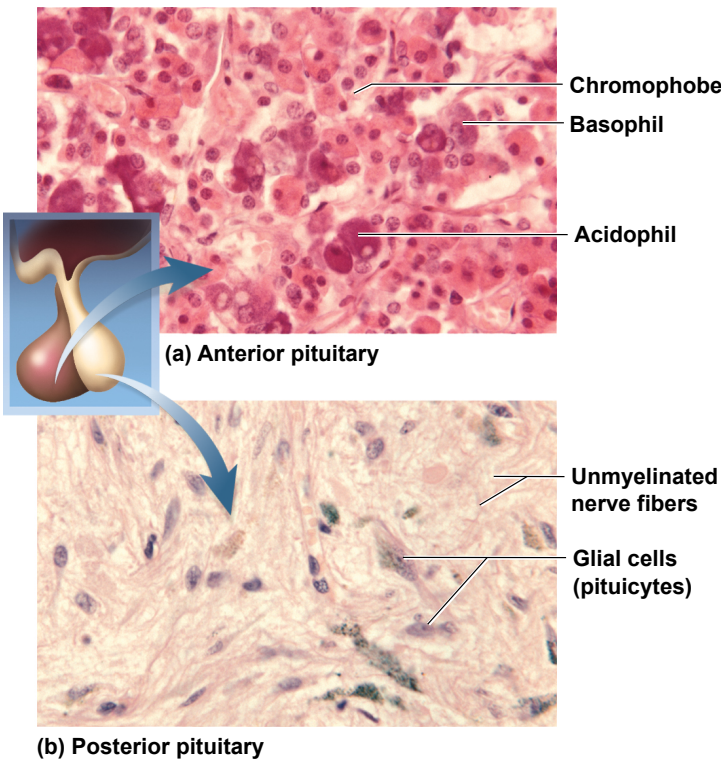 Chromophobe
Basophil
Acidophil
(a) Anterior pituitary
Unmyelinated
nerve fibers
Glial cells
(pituicytes)
(b) Posterior pituitary